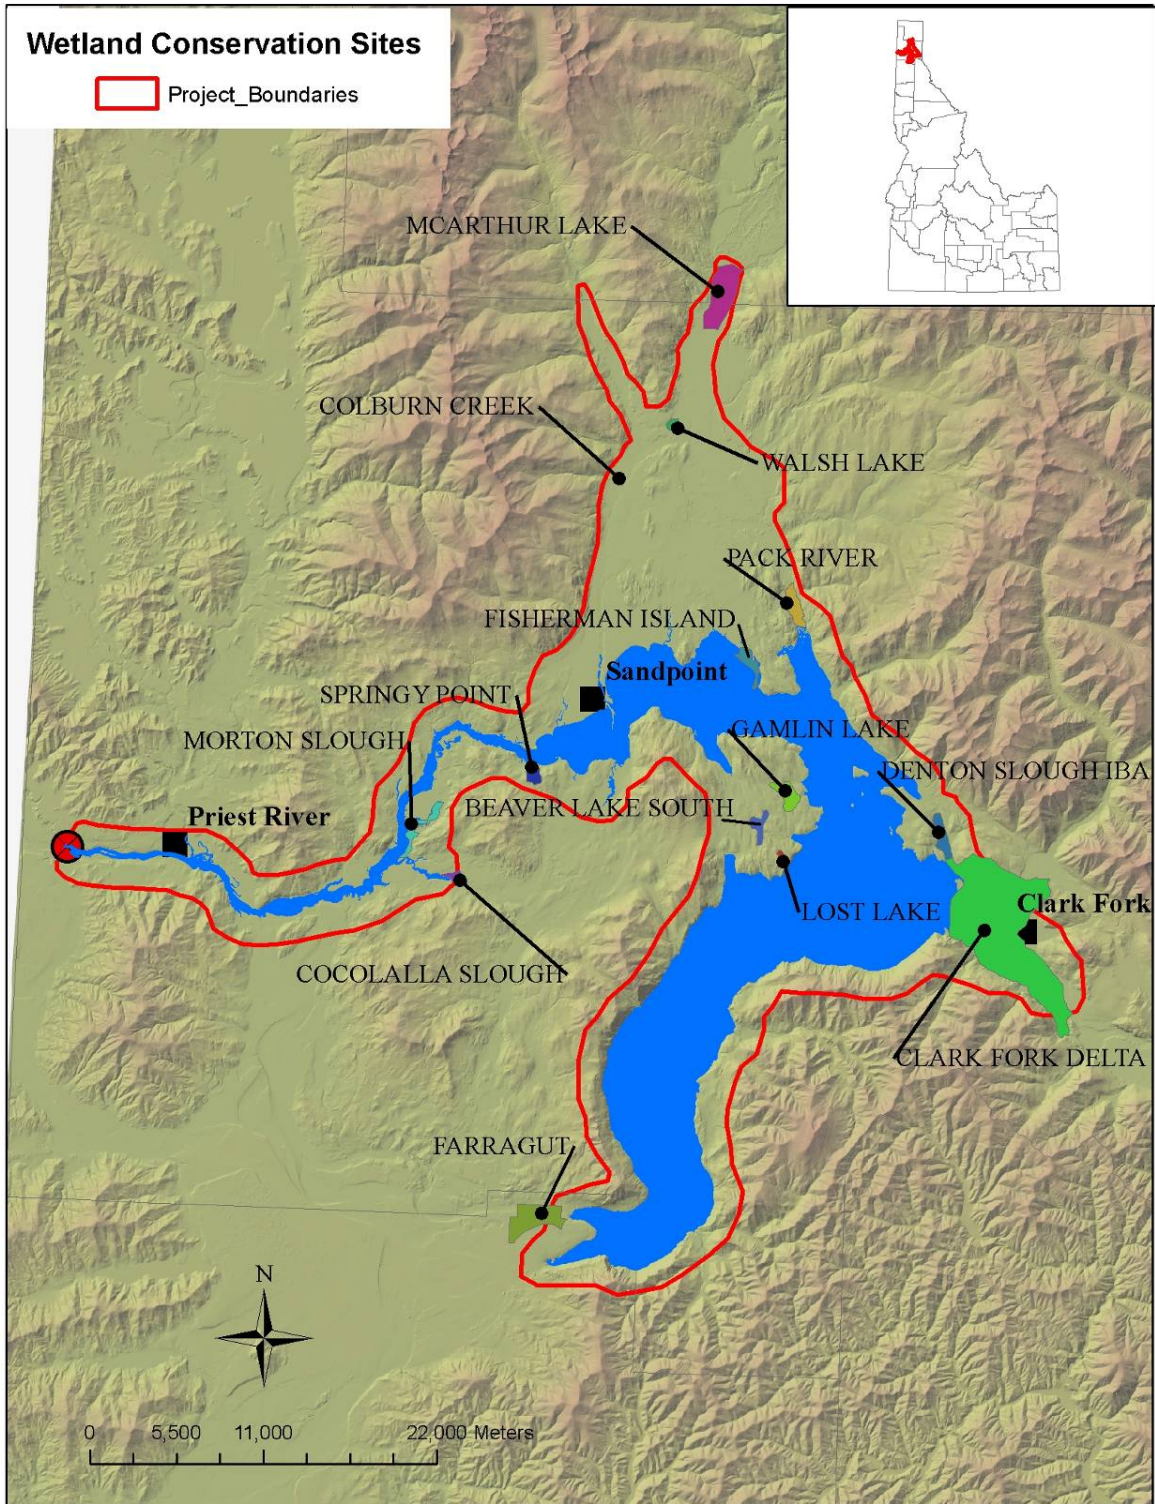 Wetland Conservation Sites
Project_Boundaries
MCARTHUR LAKE
COLBURN CREEK
WALSH LAKE
PACK RIVER
FISHERMAN ISLAND
Sandpoint
SPRINGY POINT
GAMLIN LAKE
MORTON SLOUGH
DENTON SLOUGH IBA
BEAVER LAKE SOUTH
Priest River
Clark Fork
LOST LAKE
COCOLALLA SLOUGH
CLARK FORK DELTA
FARRAGUT
N
0 5,500 11,000 22,000 Meters